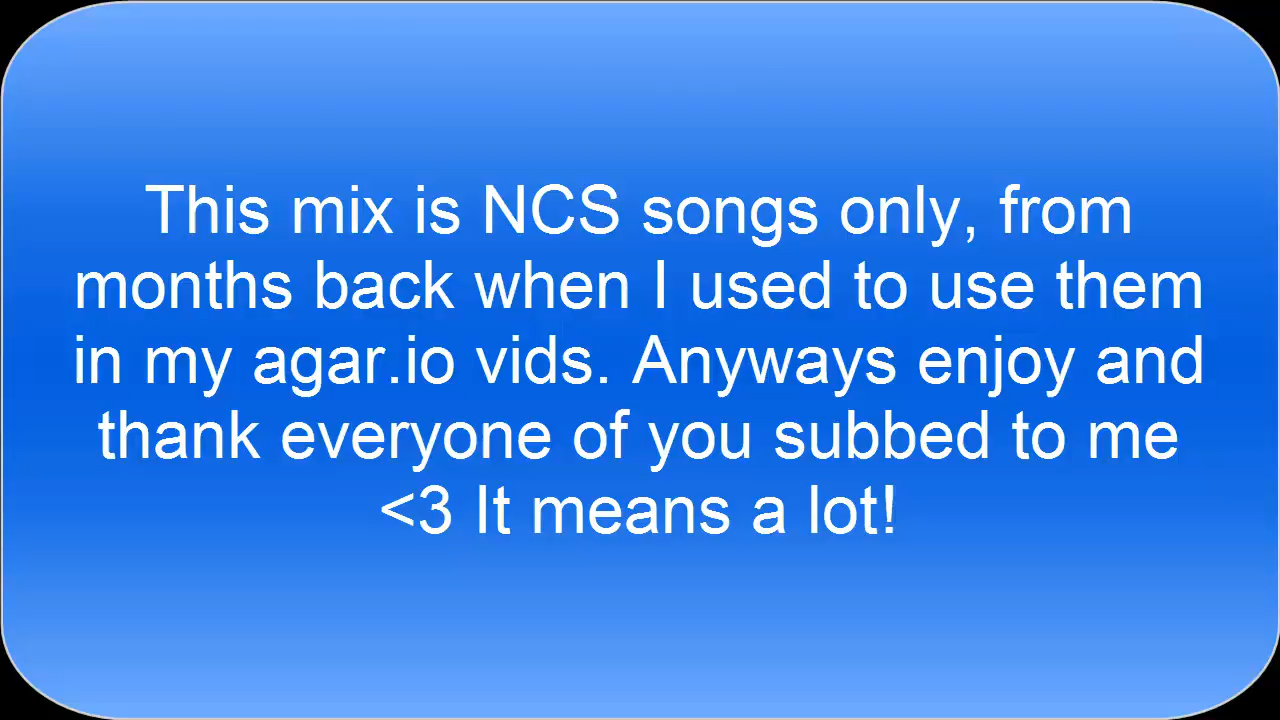 This mix is NCS songs only, from
months back when I used to use them
in my agar.io vids. Anyways enjoy and
thank everyone of you subbed to me
<3 It means a lot!